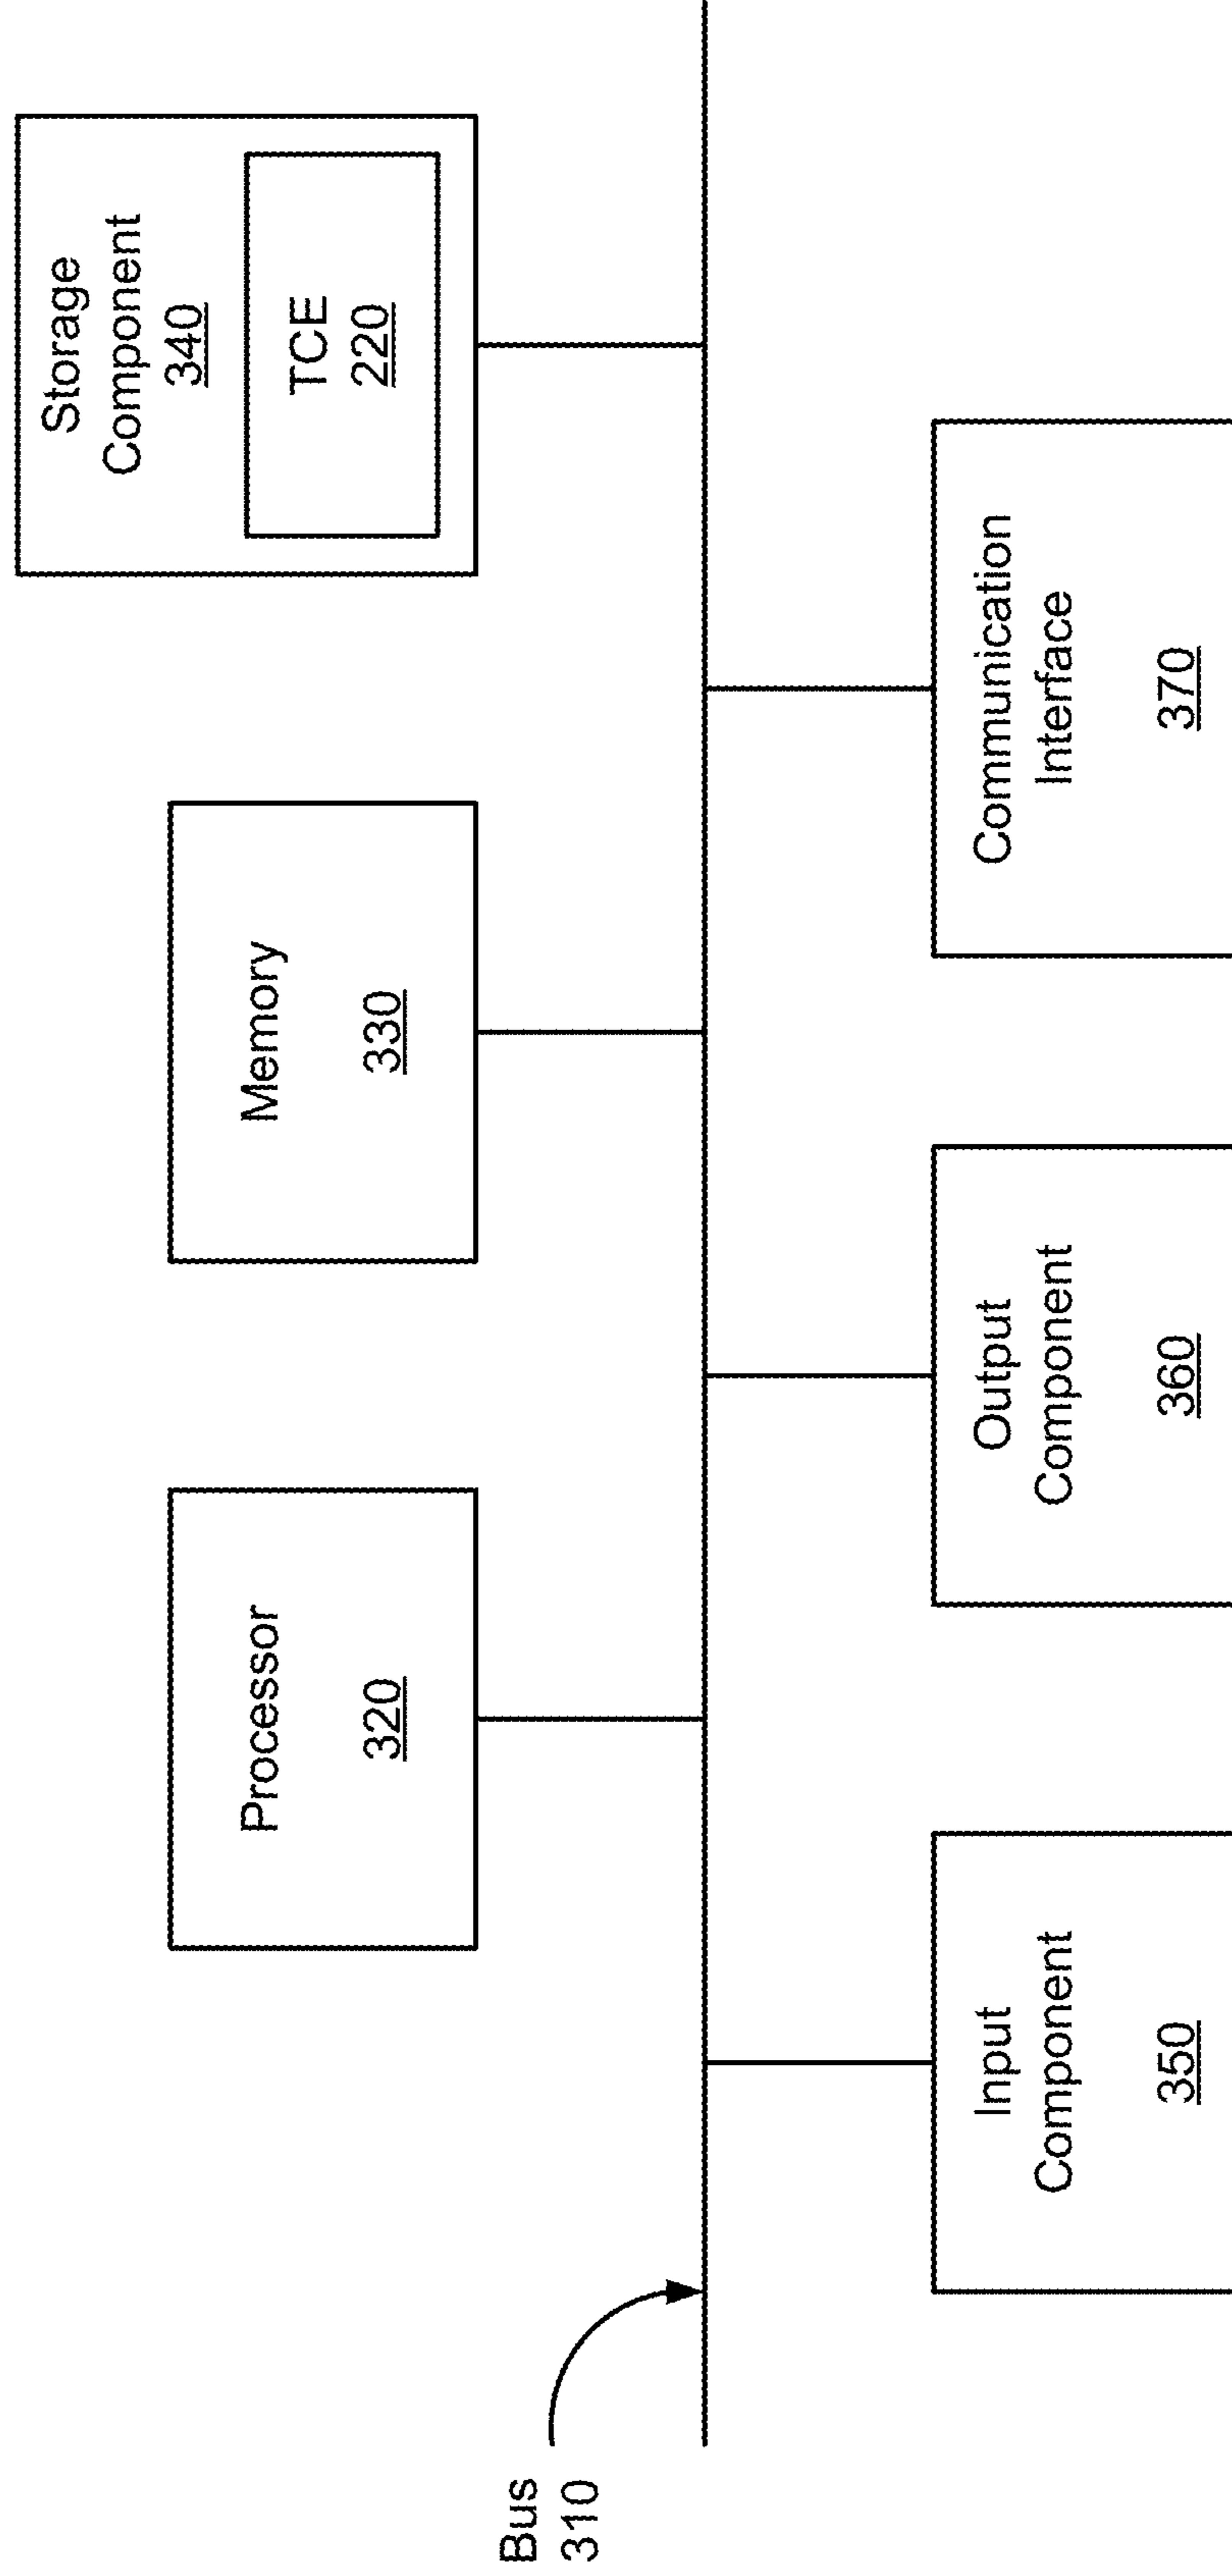 Processor
320
Memory
330
Storage
Component
340
TCE
220
Bus
310
Input
Component
350
Output
Component
360
Communication
Interface
370